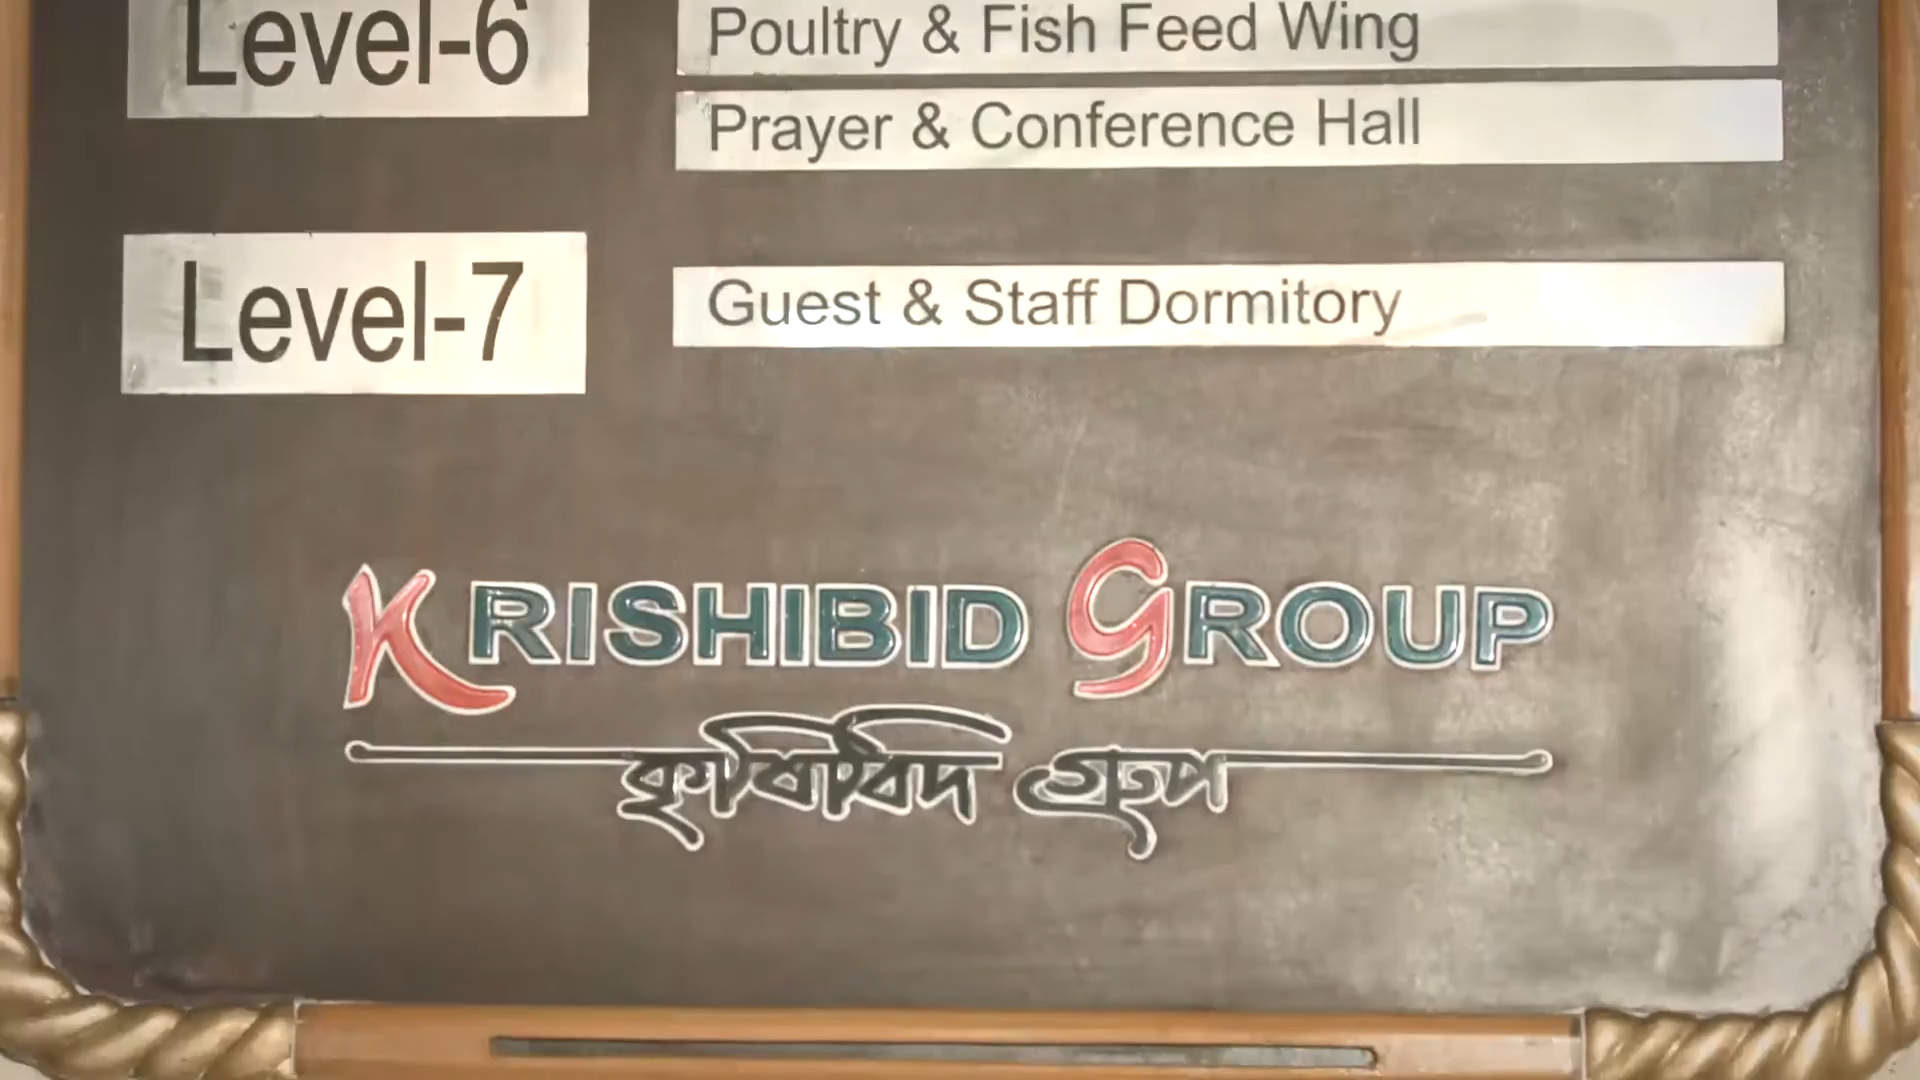 Level-6
Poultry & Fish Feed Wing
Prayer & Conference Hall
Level-7
Guest & Staff Dormitory
KRISHIBID GROUP
কৃষিবিদ গ্রুপ